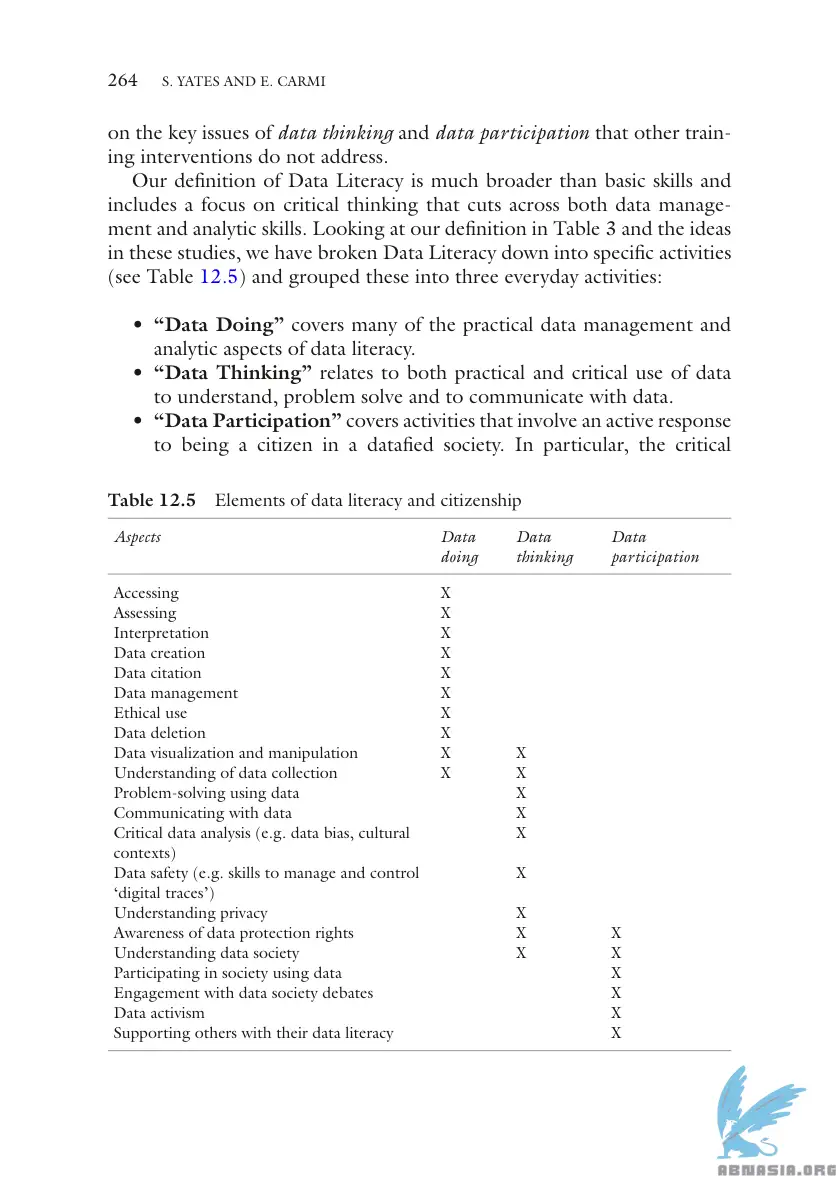 264 S. YATES AND E. CARMI
on the key issues of data thinking and data participation that other train-
ing interventions do not address.
Our definition of Data Literacy is much broader than basic skills and
includes a focus on critical thinking that cuts across both data manage-
ment and analytic skills. Looking at our definition in Table 3 and the ideas
in these studies, we have broken Data Literacy down into specific activities
(see Table 12.5) and grouped these into three everyday activities:
• “Data Doing” covers many of the practical data management and
analytic aspects of data literacy.
• “Data Thinking” relates to both practical and critical use of data
to understand, problem solve and to communicate with data.
• “Data Participation” covers activities that involve an active response
to being a citizen in a datafied society. In particular, the critical
Table 12.5 Elements of data literacy and citizenship
Aspects Data Data Data
doing thinking participation
Accessing X
Assessing X
Interpretation X
Data creation X
Data citation X
Data management X
Ethical use X
Data deletion X
Data visualization and manipulation X X
Understanding of data collection X X
Problem-solving using data X
Communicating with data X
Critical data analysis (e.g. data bias, cultural X
contexts)
Data safety (e.g. skills to manage and control X
‘digital traces’)
Understanding privacy X
Awareness of data protection rights X X
Understanding data society X X
Participating in society using data X
Engagement with data society debates X
Data activism X
Supporting others with their data literacy X
ABNASIA.ORG